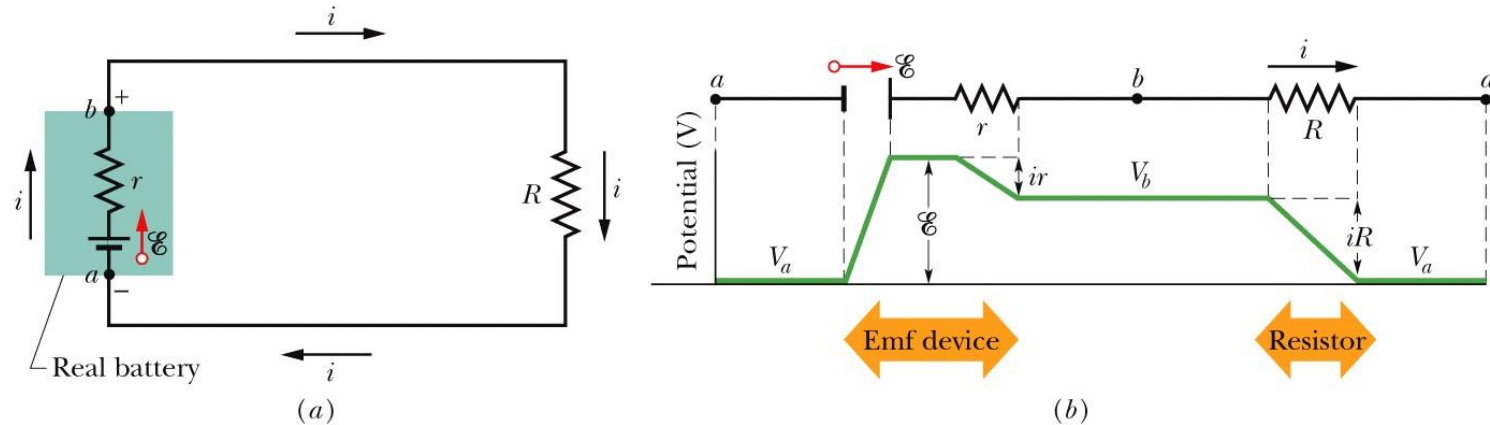 i
b
+
i
r
ℰ
R
i
a
−
Real battery
i
(a)
i
a
ℰ
b
a
r
R
Potential (V)
ir
V_b
ℰ
iR
V_a
V_a
Emf device
Resistor
(b)